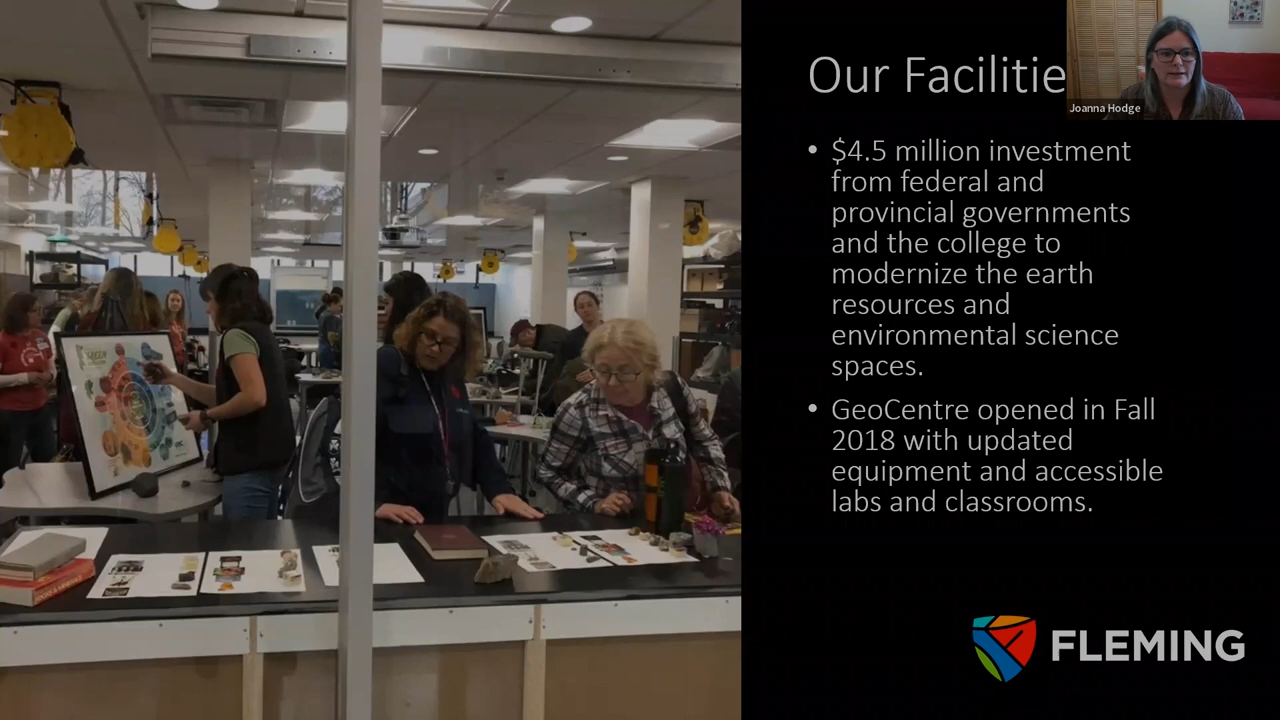 Our Facilitie
Joanna Hodge
• $4.5 million investment
from federal and
provincial governments
and the college to
modernize the earth
resources and
environmental science
spaces.
• GeoCentre opened in Fall
2018 with updated
equipment and accessible
labs and classrooms.
FLEMING